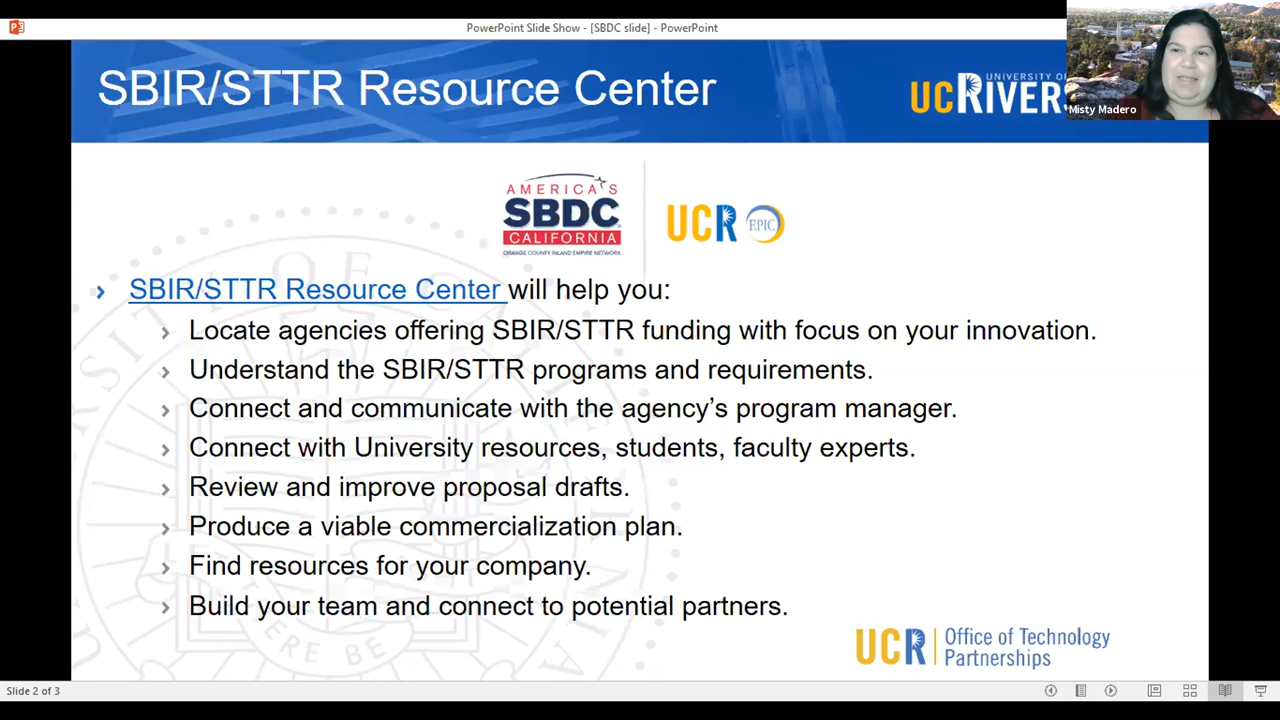 PowerPoint Slide Show - [SBDC slide] - PowerPoint
SBIR/STTR Resource Center
UNIVERSITY OF
UCRIVERS
Misty Madero
AMERICA'S
SBDC
CALIFORNIA
ORANGE COUNTY INLAND EMPIRE NETWORK
UCR EPIC
SBIR/STTR Resource Center will help you:
Locate agencies offering SBIR/STTR funding with focus on your innovation.
Understand the SBIR/STTR programs and requirements.
Connect and communicate with the agency’s program manager.
Connect with University resources, students, faculty experts.
Review and improve proposal drafts.
Produce a viable commercialization plan.
Find resources for your company.
Build your team and connect to potential partners.
UCR Office of Technology
Partnerships
Slide 2 of 3